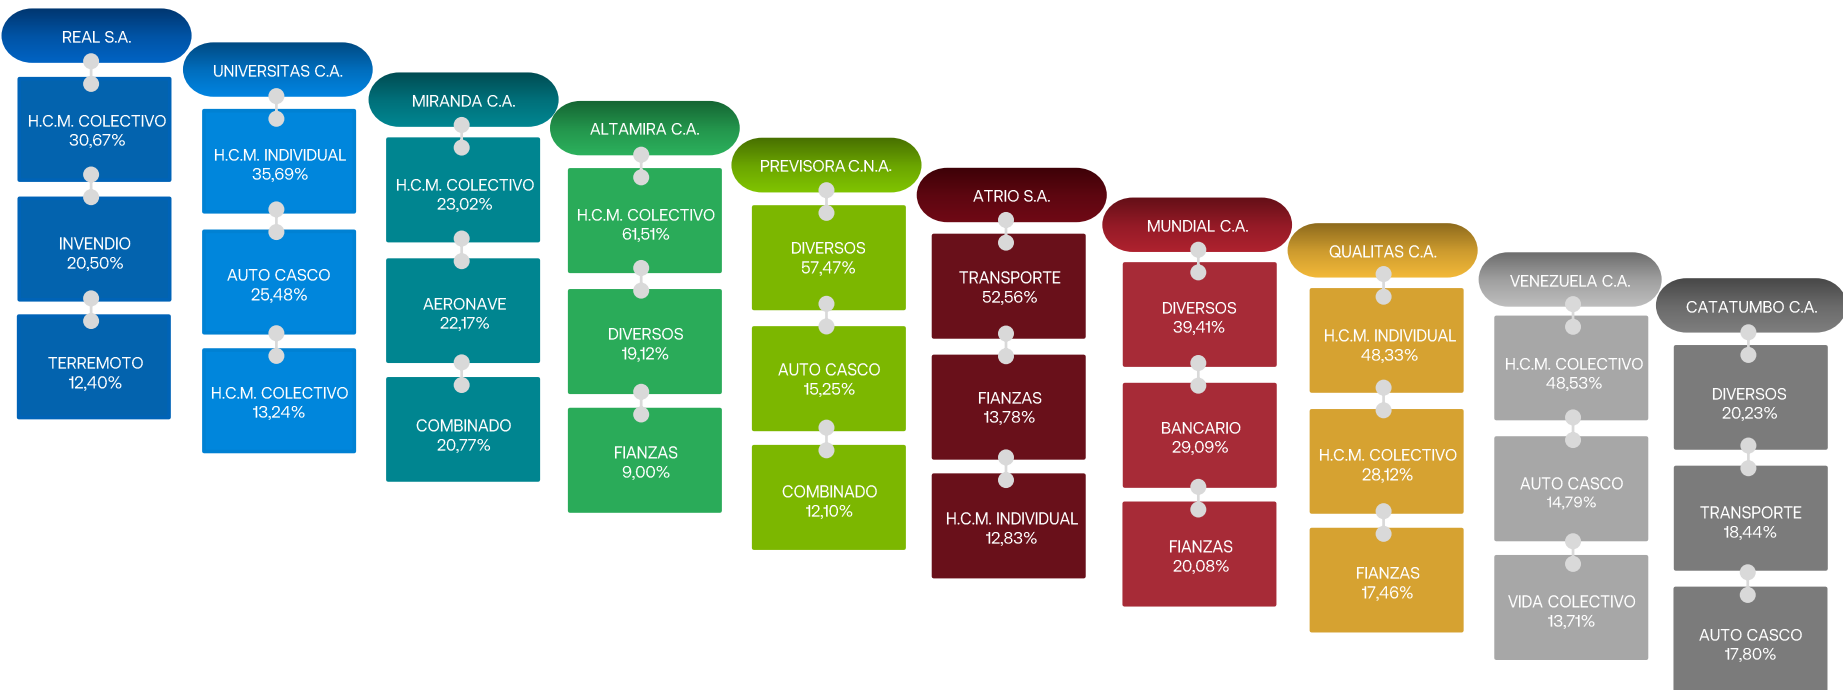 REAL S.A.
H.C.M. COLECTIVO
30,67%
INVENDIO
20,50%
TERREMOTO
12,40%
UNIVERSITAS C.A.
H.C.M. INDIVIDUAL
35,69%
AUTO CASCO
25,48%
H.C.M. COLECTIVO
13,24%
MIRANDA C.A.
H.C.M. COLECTIVO
23,02%
AERONAVE
22,17%
COMBINADO
20,77%
ALTAMIRA C.A.
H.C.M. COLECTIVO
61,51%
DIVERSOS
19,12%
FIANZAS
9,00%
PREVISORA C.N.A.
DIVERSOS
57,47%
AUTO CASCO
15,25%
COMBINADO
12,10%
ATRIO S.A.
TRANSPORTE
52,56%
FIANZAS
13,78%
H.C.M. INDIVIDUAL
12,83%
MUNDIAL C.A.
DIVERSOS
39,41%
BANCARIO
29,09%
FIANZAS
20,08%
QUALITAS C.A.
H.C.M. INDIVIDUAL
48,33%
H.C.M. COLECTIVO
28,12%
FIANZAS
17,46%
VENEZUELA C.A.
H.C.M. COLECTIVO
48,53%
AUTO CASCO
14,79%
VIDA COLECTIVO
13,71%
CATATUMBO C.A.
DIVERSOS
20,23%
TRANSPORTE
18,44%
AUTO CASCO
17,80%